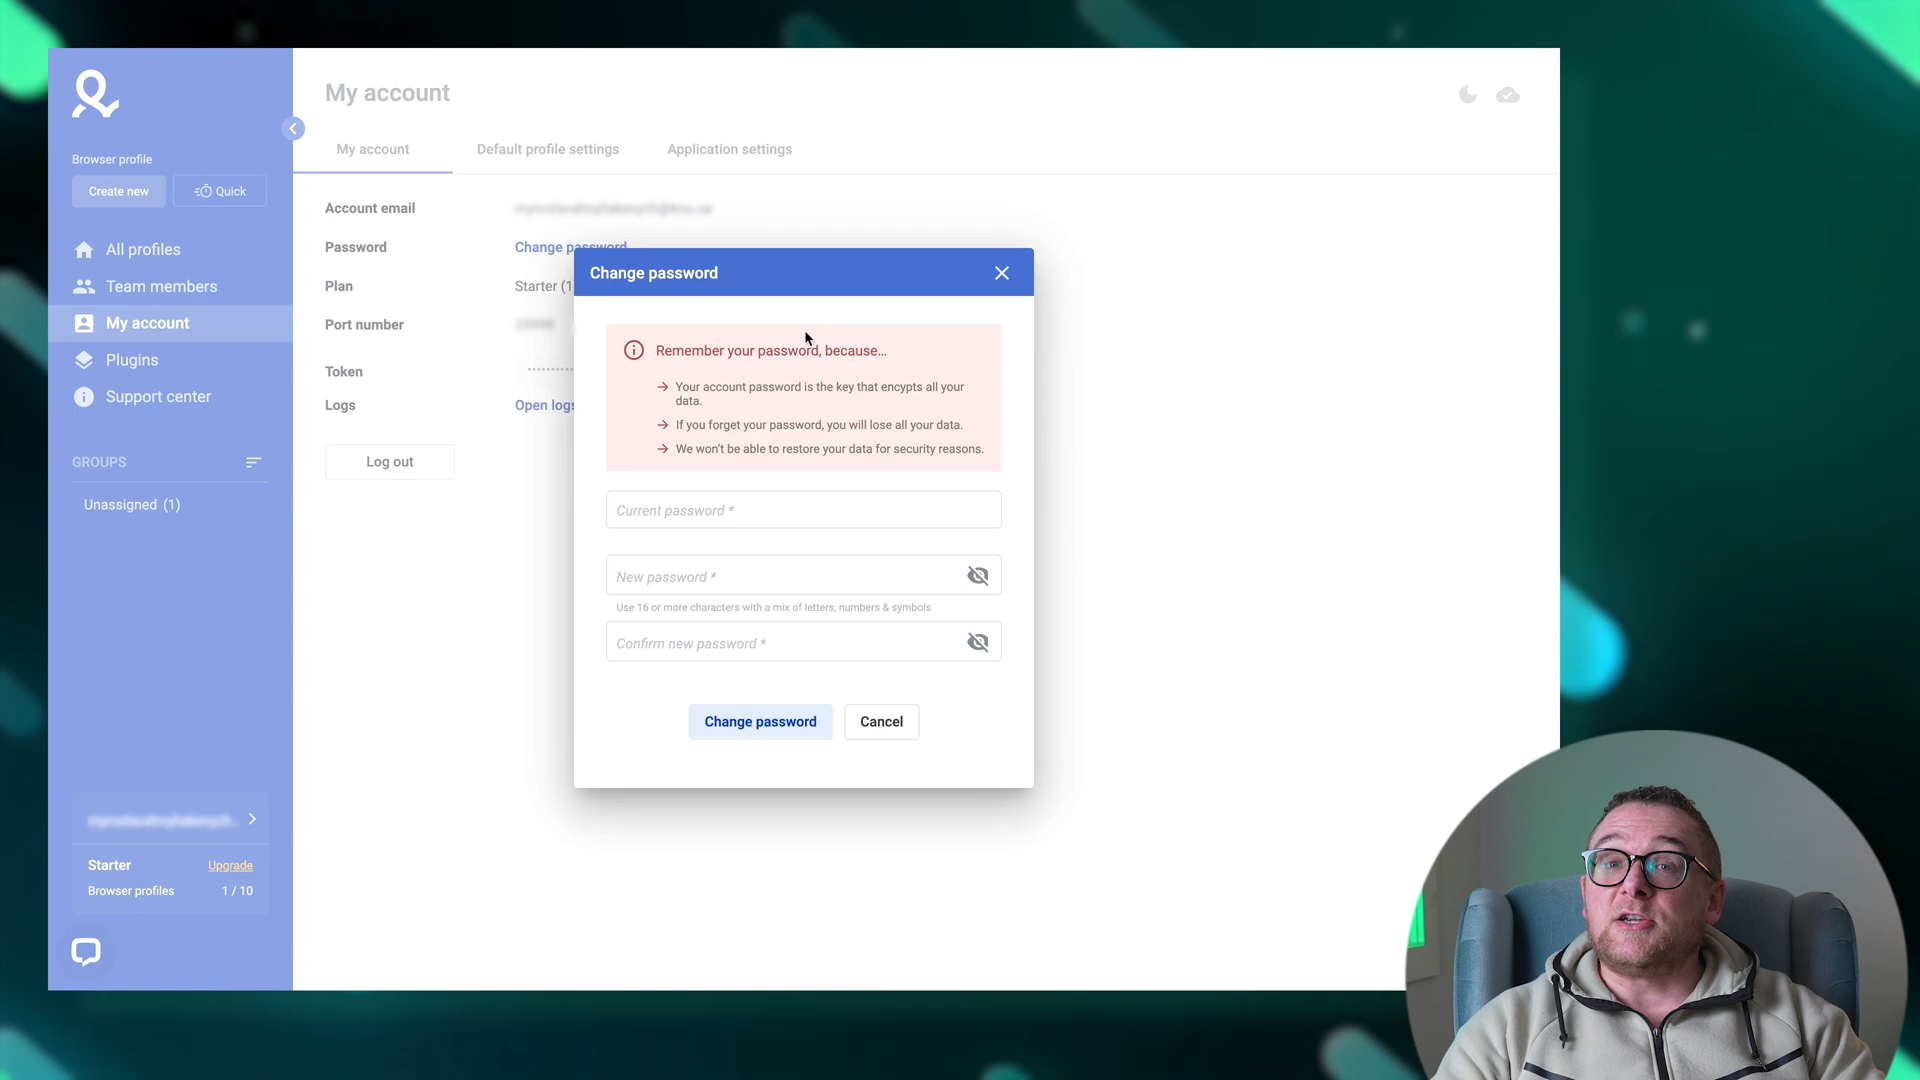 My account
My account
Default profile settings
Application settings
Browser profile
Create new
Quick
All profiles
Team members
My account
Plugins
Support center
GROUPS
Unassigned (1)
Starter
Upgrade
Browser profiles
1 / 10
Account email
Password
Change password
Plan
Starter (1
Port number
Token
Logs
Open logs
Log out
Change password
Remember your password, because...
Your account password is the key that encypts all your
data.
If you forget your password, you will lose all your data.
We won't be able to restore your data for security reasons.
Current password *
New password *
Use 16 or more characters with a mix of letters, numbers & symbols
Confirm new password *
Change password
Cancel